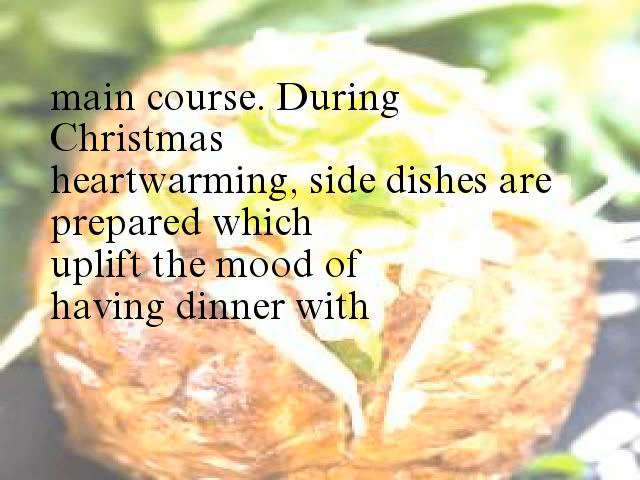 main course. During
Christmas
heartwarming, side dishes are
prepared which
uplift the mood of
having dinner with